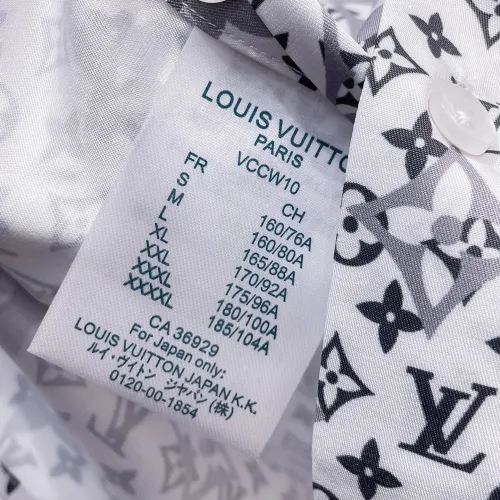 LOUIS VUITTO
PARIS
VCCW10
FR CH
S 160/76A
M 160/80A
L 165/88A
XL 170/92A
XXL 175/96A
XXXL 180/100A
XXXXL 185/104A
CA 36929
For Japan only:
LOUIS VUITTON JAPAN K.K.
ルイ・ヴィトン ジャパン (株)
0120-00-1854
LV